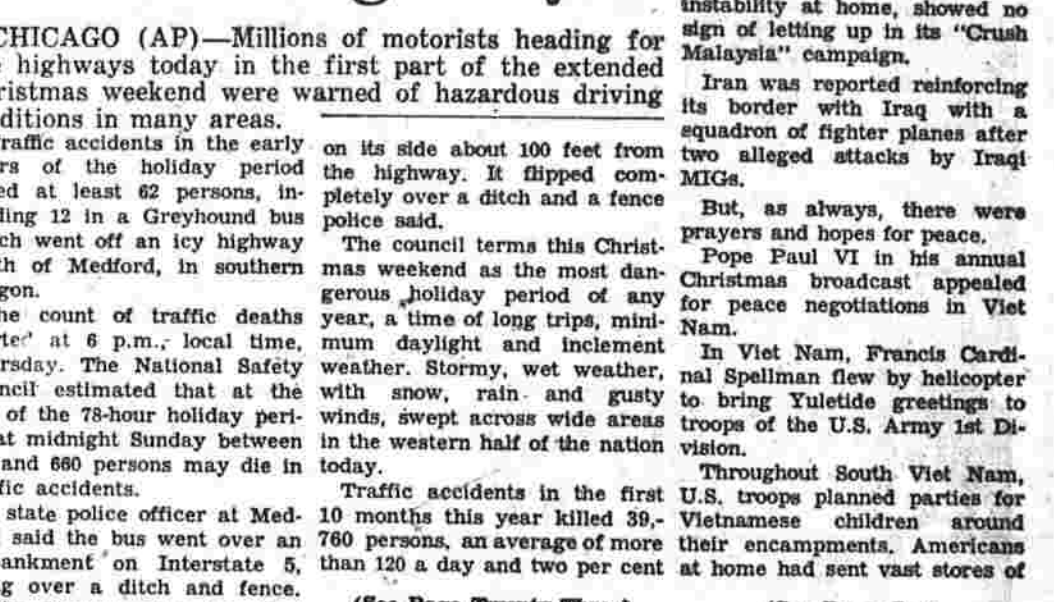 CHICAGO (AP)—Millions of motorists heading for
highways today in the first part of the extended
ristmas weekend were warned of hazardous driving
ditions in many areas.
raffic accidents in the early
rs of the holiday period
ed at least 62 persons, in-
ling 12 in a Greyhound bus
ch went off an icy highway
th of Medford, in southern
gon.
he count of traffic deaths
rted at 6 p.m., local time,
rsday. The National Safety
ncil estimated that at the
of the 78-hour holiday peri-
at midnight Sunday between
and 660 persons may die in
fic accidents.
state police officer at Med-
said the bus went over an
ankment on Interstate 5,
g over a ditch and fence.
on its side about 100 feet from
the highway. It flipped com-
pletely over a ditch and a fence
police said.
The council terms this Christ-
mas weekend as the most dan-
gerous holiday period of any
year, a time of long trips, mini-
mum daylight and inclement
weather. Stormy, wet weather,
with snow, rain and gusty
winds, swept across wide areas
in the western half of the nation
today.
Traffic accidents in the first
10 months this year killed 39,-
760 persons, an average of more
than 120 a day and two per cent
instability at home, showed no
sign of letting up in its "Crush
Malaysia" campaign.
Iran was reported reinforcing
its border with Iraq with a
squadron of fighter planes after
two alleged attacks by Iraqi
MIGs.
But, as always, there were
prayers and hopes for peace.
Pope Paul VI in his annual
Christmas broadcast appealed
for peace negotiations in Viet
Nam.
In Viet Nam, Francis Cardi-
nal Spellman flew by helicopter
to bring Yuletide greetings to
troops of the U.S. Army 1st Di-
vision.
Throughout South Viet Nam,
U.S. troops planned parties for
Vietnamese children around
their encampments. Americans
at home had sent vast stores of